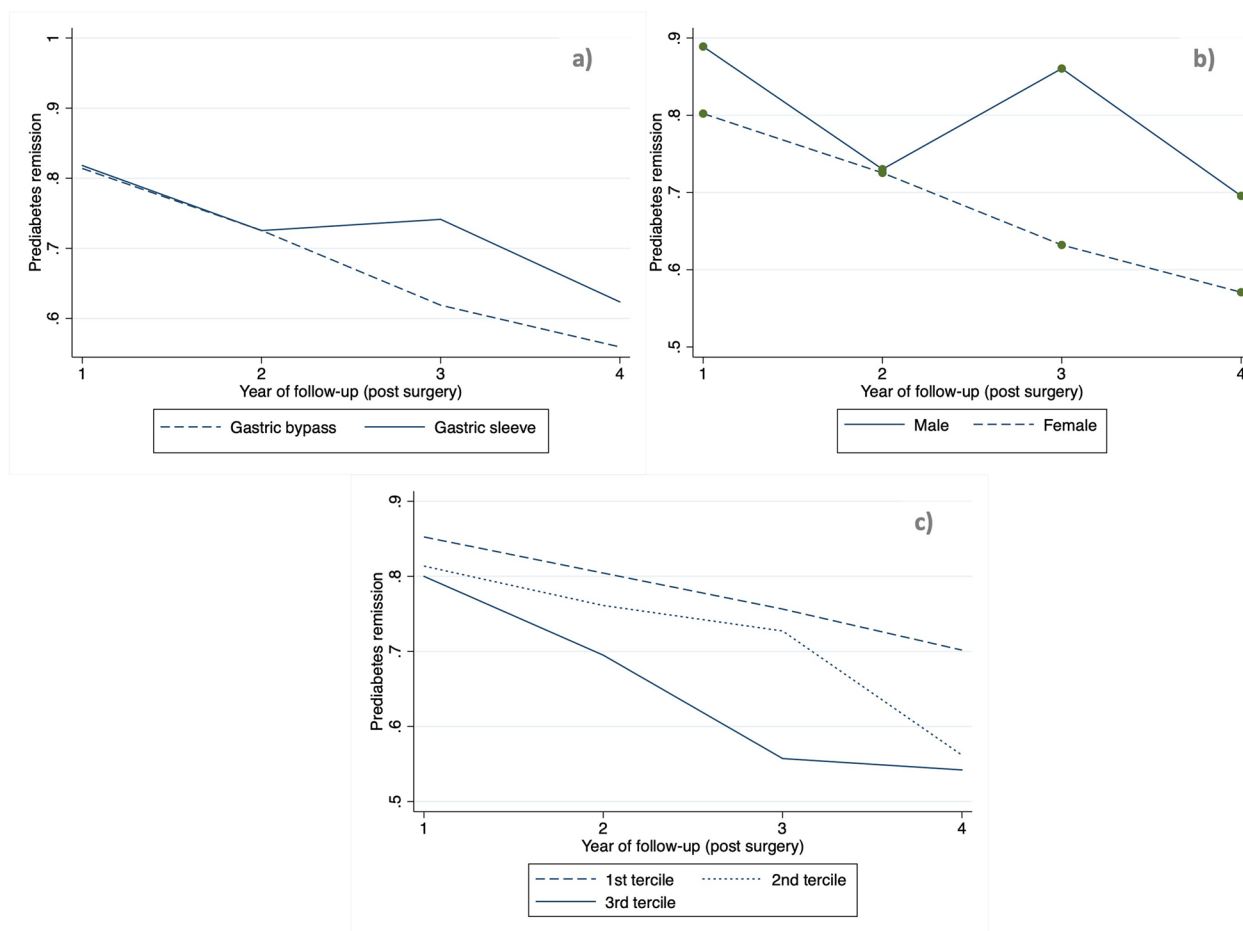 a)
Prediabetes remission
1
.9
.8
.7
.6
1 2 3 4
Year of follow-up (post surgery)
Gastric bypass Gastric sleeve
b)
Prediabetes remission
.9
.8
.7
.6
.5
1 2 3 4
Year of follow-up (post surgery)
Male Female
c)
Prediabetes remission
.9
.8
.7
.6
.5
1 2 3 4
Year of follow-up (post surgery)
1st tercile 2nd tercile
3rd tercile